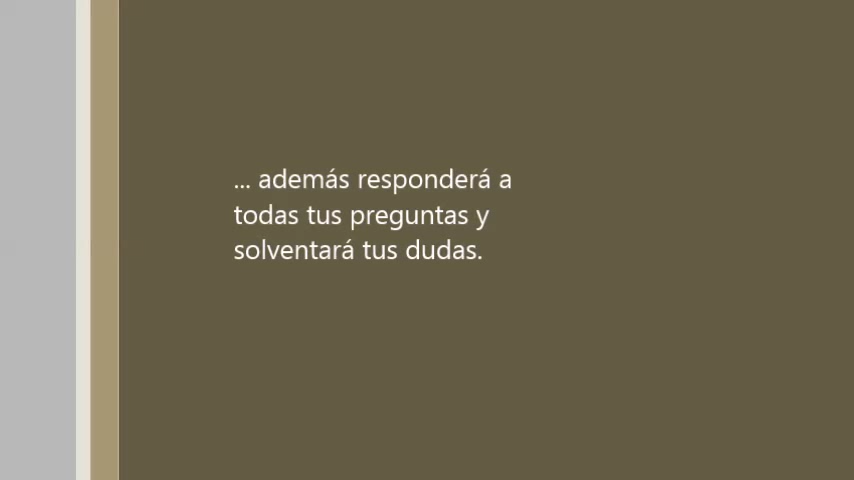 ... además responderá a
todas tus preguntas y
solventará tus dudas.